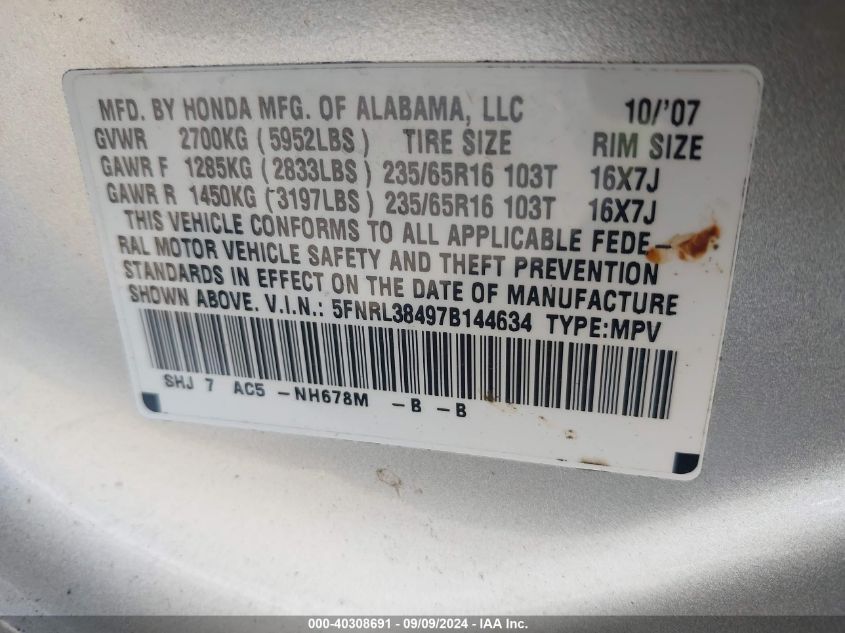 MFD. BY HONDA MFG. OF ALABAMA, LLC 10/'07
GVWR 2700KG (5952LBS) TIRE SIZE RIM SIZE
GAWR F 1285KG (2833LBS) 235/65R16 103T 16X7J
GAWR R 1450KG (3197LBS) 235/65R16 103T 16X7J
THIS VEHICLE CONFORMS TO ALL APPLICABLE FEDE-
RAL MOTOR VEHICLE SAFETY AND THEFT PREVENTION
STANDARDS IN EFFECT ON THE DATE OF MANUFACTURE
SHOWN ABOVE. V.I.N.: 5FNRL38497B144634 TYPE:MPV
SHJ 7 AC5 -NH678M -B -B
000-40308691 - 09/09/2024 - IAA Inc.